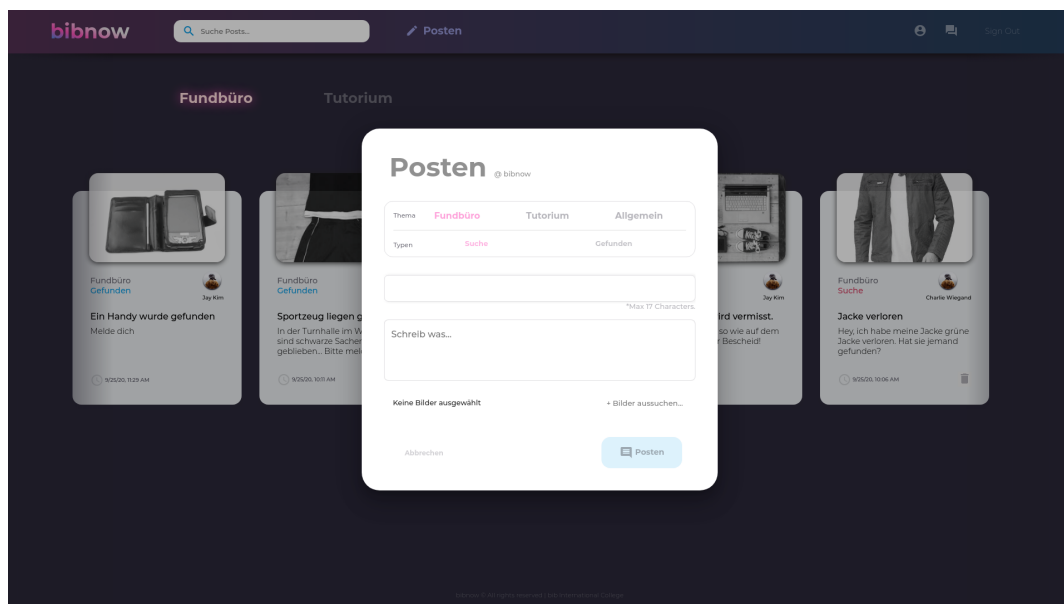 bibnow
Suche Posts...
Posten
Sign Out
Fundbüro
Tutorium
Posten @ bibnow
Thema Fundbüro Tutorium Allgemein
Typen Suche Gefunden
*Max 17 Characters.
Schreib was...
Keine Bilder ausgewählt
+ Bilder aussuchen...
Abbrechen
Posten
Fundbüro
Gefunden
Jay Kim
Ein Handy wurde gefunden
Melde dich
9/25/20, 11:29 AM
Fundbüro
Gefunden
Sportzeug liegen g
In der Turnhalle im W
sind schwarze Sacher
geblieben... Bitte mel
9/25/20, 10:11 AM
Jay Kim
ird vermisst.
so wie auf dem
r Bescheid!
Fundbüro
Suche
Charlie Wiegand
Jacke verloren
Hey, ich habe meine Jacke grüne
Jacke verloren. Hat sie jemand
gefunden?
9/25/20, 10:06 AM